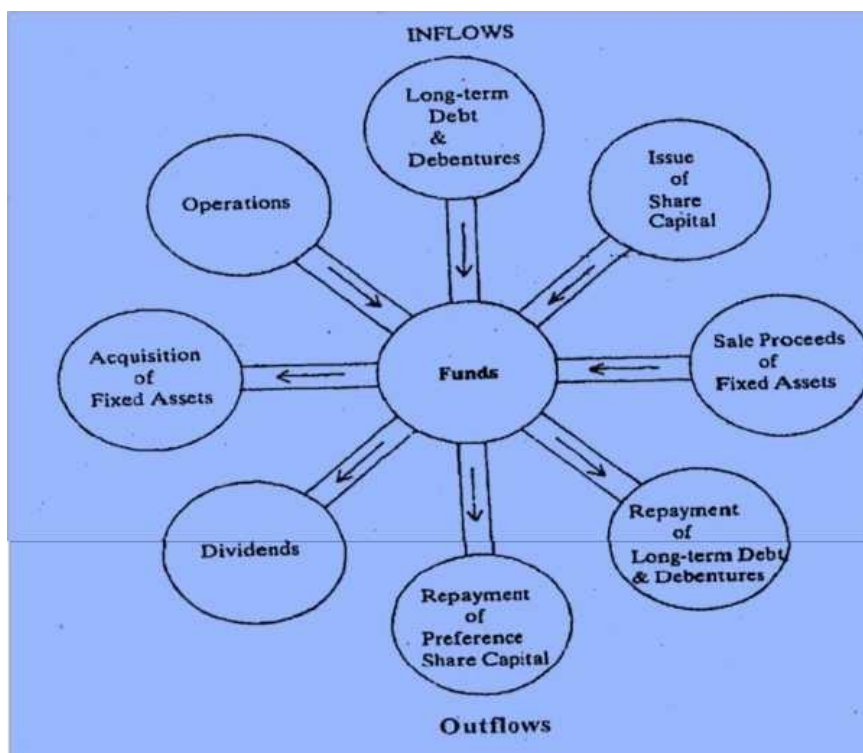 INFLOWS
Long-term
Debt
&
Debentures
Issue
of
Share
Capital
Operations
Sale Proceeds
of
Fixed Assets
Acquisition
of
Fixed Assets
Funds
Repayment
of
Long-term Debt
& Debentures
Dividends
Repayment
of
Preference
Share Capital
Outflows